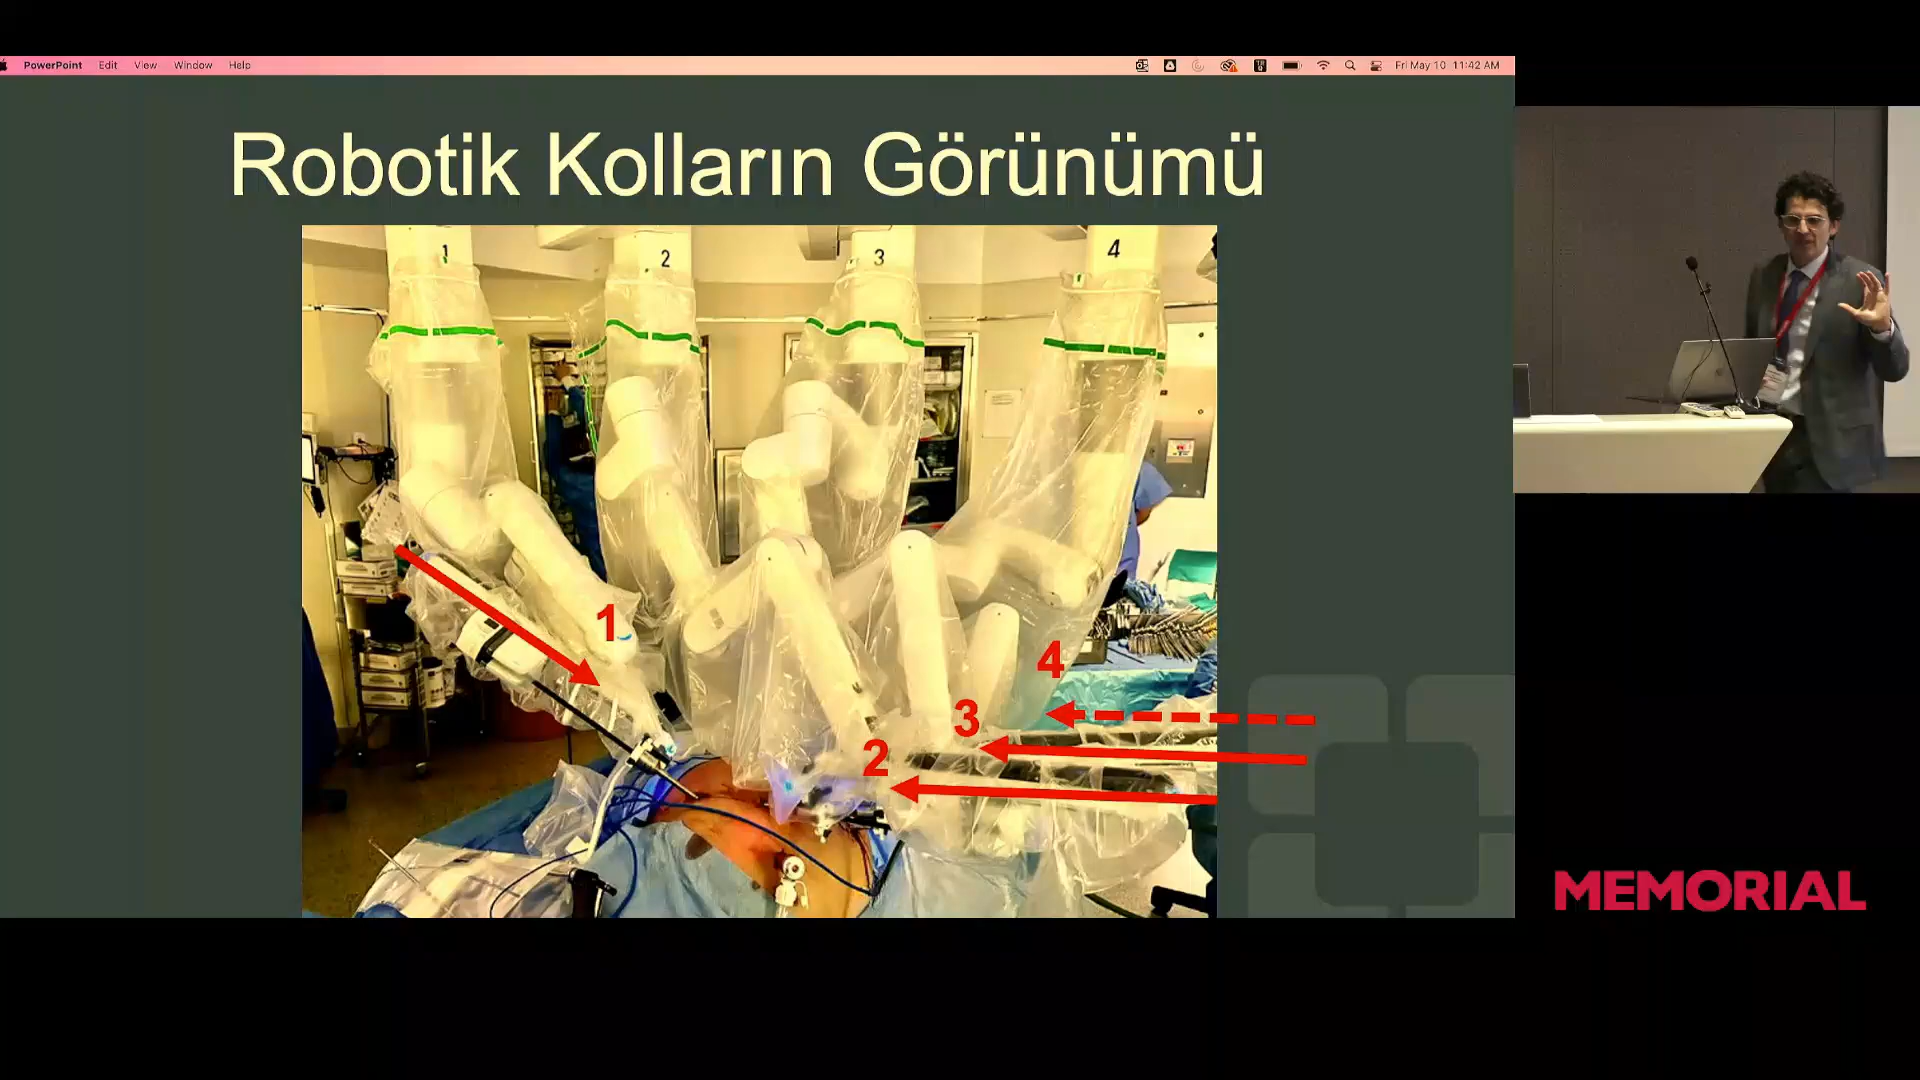 PowerPoint Edit View Window Help Fri May 10 11:42 AM
Robotik Kolların Görünümü
1 2 3 4
1
4
3
2
MEMORIAL